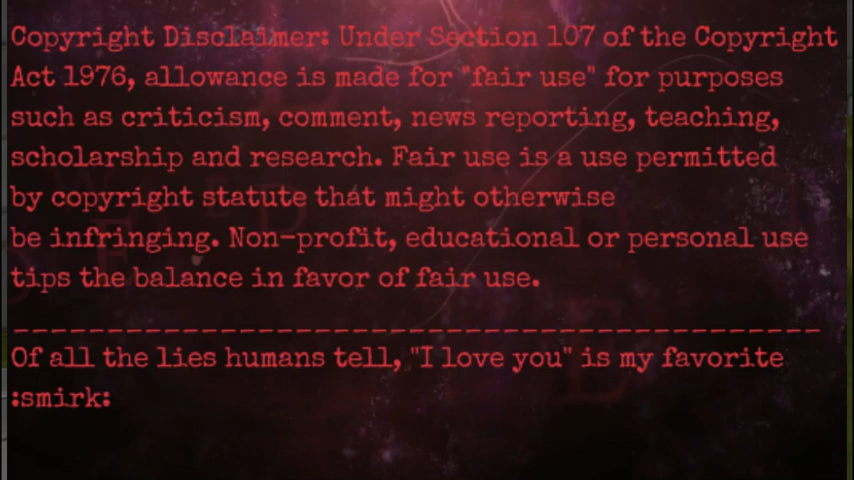 Copyright Disclaimer: Under Section 107 of the Copyright
Act 1976, allowance is made for "fair use" for purposes
such as criticism, comment, news reporting, teaching,
scholarship and research. Fair use is a use permitted
by copyright statute that might otherwise
be infringing. Non-profit, educational or personal use
tips the balance in favor of fair use.
____________________________________________
Of all the lies humans tell, "I love you" is my favorite
:smirk: